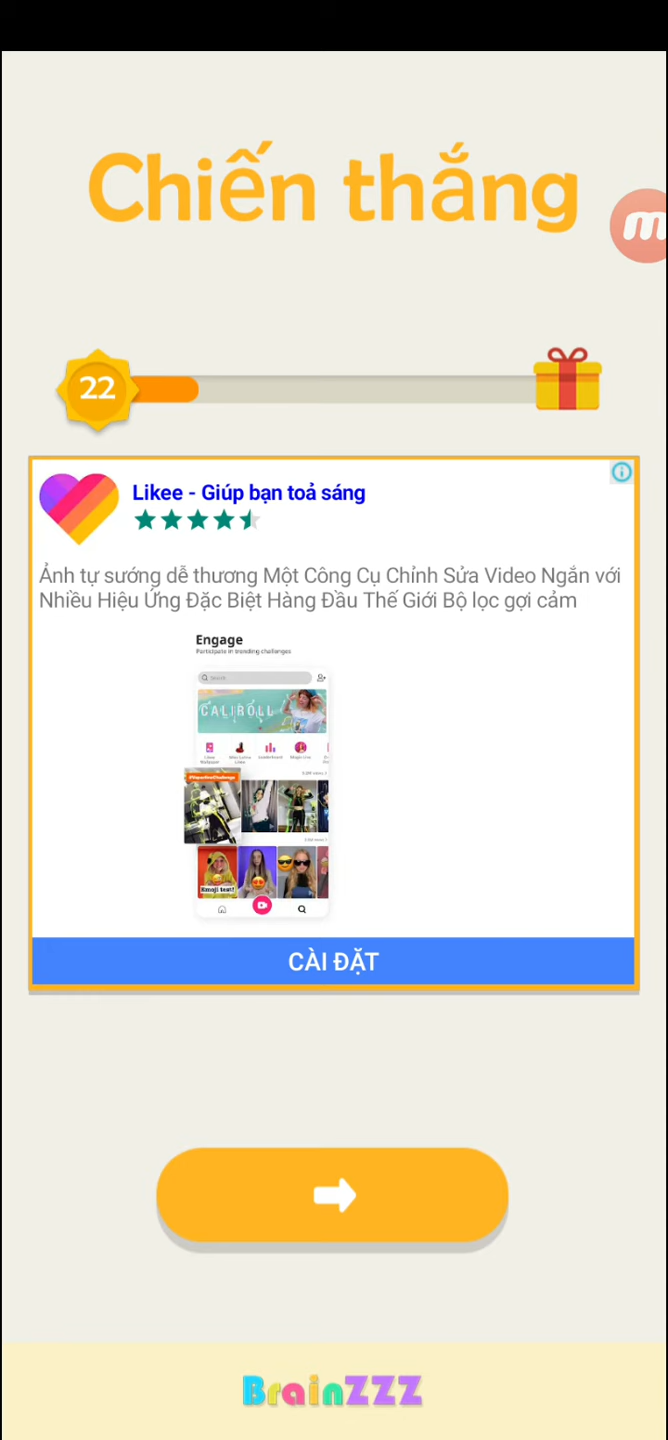 Chiến thắng
m
22
Likee - Giúp bạn toả sáng
Ảnh tự sướng dễ thương Một Công Cụ Chỉnh Sửa Video Ngắn với
Nhiều Hiệu Ứng Đặc Biệt Hàng Đầu Thế Giới Bộ lọc gợi cảm
Engage
Participate in trending challenges
Search
CALIROLL
Leaderboard
Emoji test!
CÀI ĐẶT
BrainZZZ